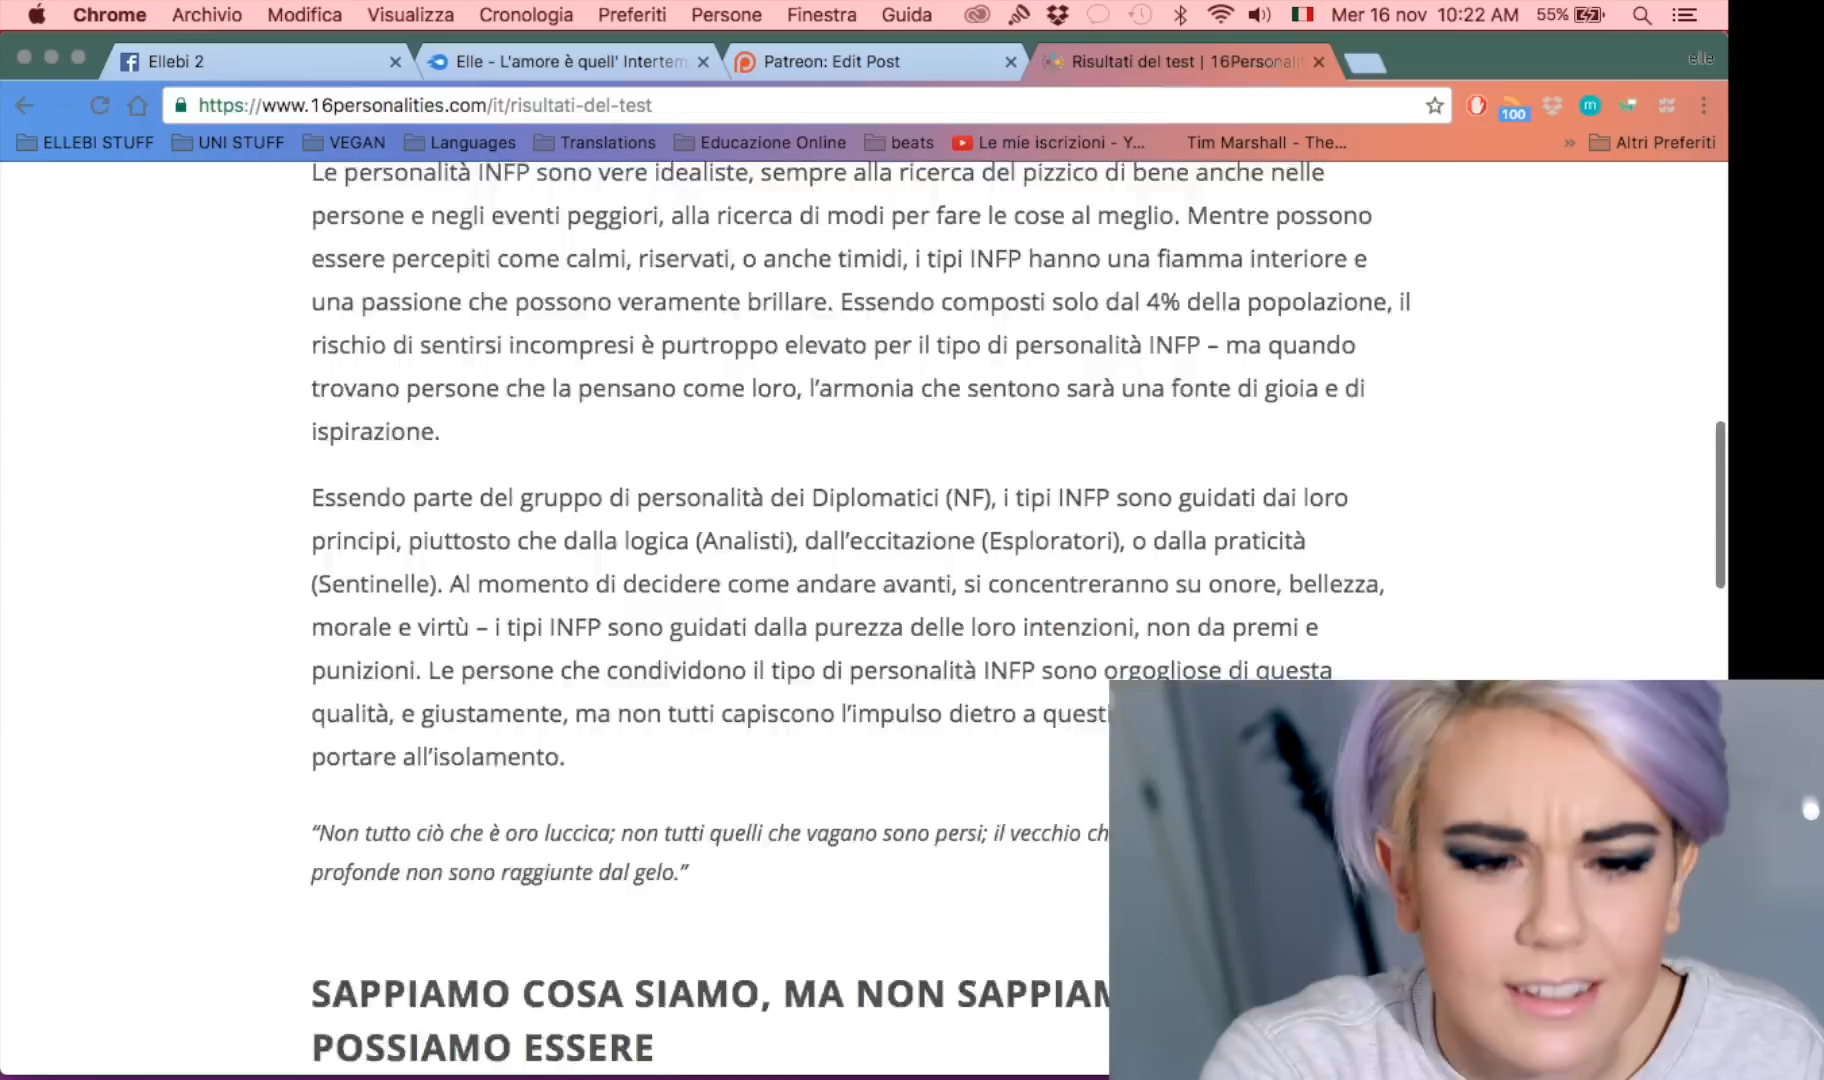 Chrome Archivio Modifica Visualizza Cronologia Preferiti Persone Finestra Guida Mer 16 nov 10:22 AM 55%
Ellebi 2 Elle - L'amore è quell' Intertem Patreon: Edit Post Risultati del test | 16Personalit elle
https://www.16personalities.com/it/risultati-del-test 100 m
ELLEBI STUFF UNI STUFF VEGAN Languages Translations Educazione Online beats Le mie iscrizioni - Y... Tim Marshall - The... » Altri Preferiti
Le personalità INFP sono vere idealiste, sempre alla ricerca del pizzico di bene anche nelle
persone e negli eventi peggiori, alla ricerca di modi per fare le cose al meglio. Mentre possono
essere percepiti come calmi, riservati, o anche timidi, i tipi INFP hanno una fiamma interiore e
una passione che possono veramente brillare. Essendo composti solo dal 4% della popolazione, il
rischio di sentirsi incompresi è purtroppo elevato per il tipo di personalità INFP – ma quando
trovano persone che la pensano come loro, l’armonia che sentono sarà una fonte di gioia e di
ispirazione.
Essendo parte del gruppo di personalità dei Diplomatici (NF), i tipi INFP sono guidati dai loro
principi, piuttosto che dalla logica (Analisti), dall’eccitazione (Esploratori), o dalla praticità
(Sentinelle). Al momento di decidere come andare avanti, si concentreranno su onore, bellezza,
morale e virtù – i tipi INFP sono guidati dalla purezza delle loro intenzioni, non da premi e
punizioni. Le persone che condividono il tipo di personalità INFP sono orgogliose di questa
qualità, e giustamente, ma non tutti capiscono l’impulso dietro a questi
portare all’isolamento.
“Non tutto ciò che è oro luccica; non tutti quelli che vagano sono persi; il vecchio ch
profonde non sono raggiunte dal gelo.”
SAPPIAMO COSA SIAMO, MA NON SAPPIAM
POSSIAMO ESSERE